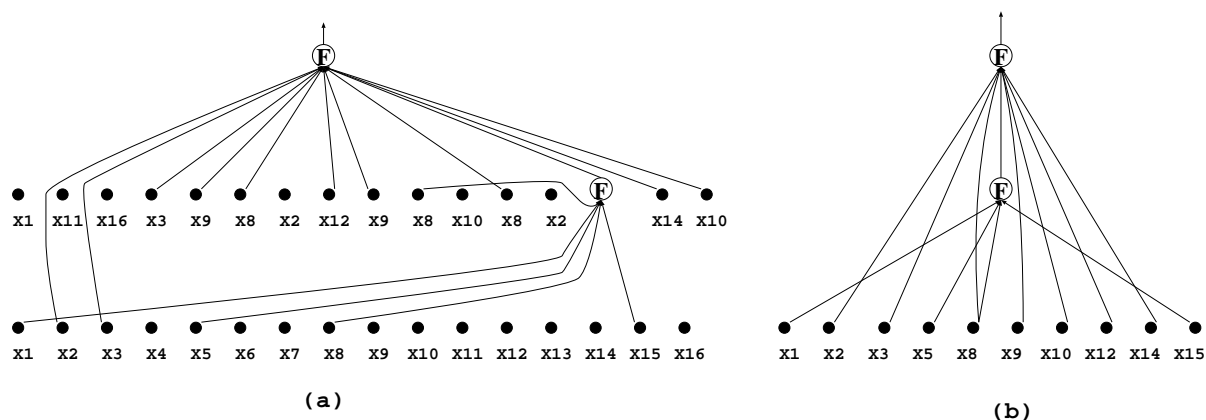 F F
F F
X1 X11 X16 X3 X9 X8 X2 X12 X9 X8 X10 X8 X2 X14 X10
X1 X2 X3 X4 X5 X6 X7 X8 X9 X10 X11 X12 X13 X14 X15 X16 X1 X2 X3 X5 X8 X9 X10 X12 X14 X15
(a) (b)